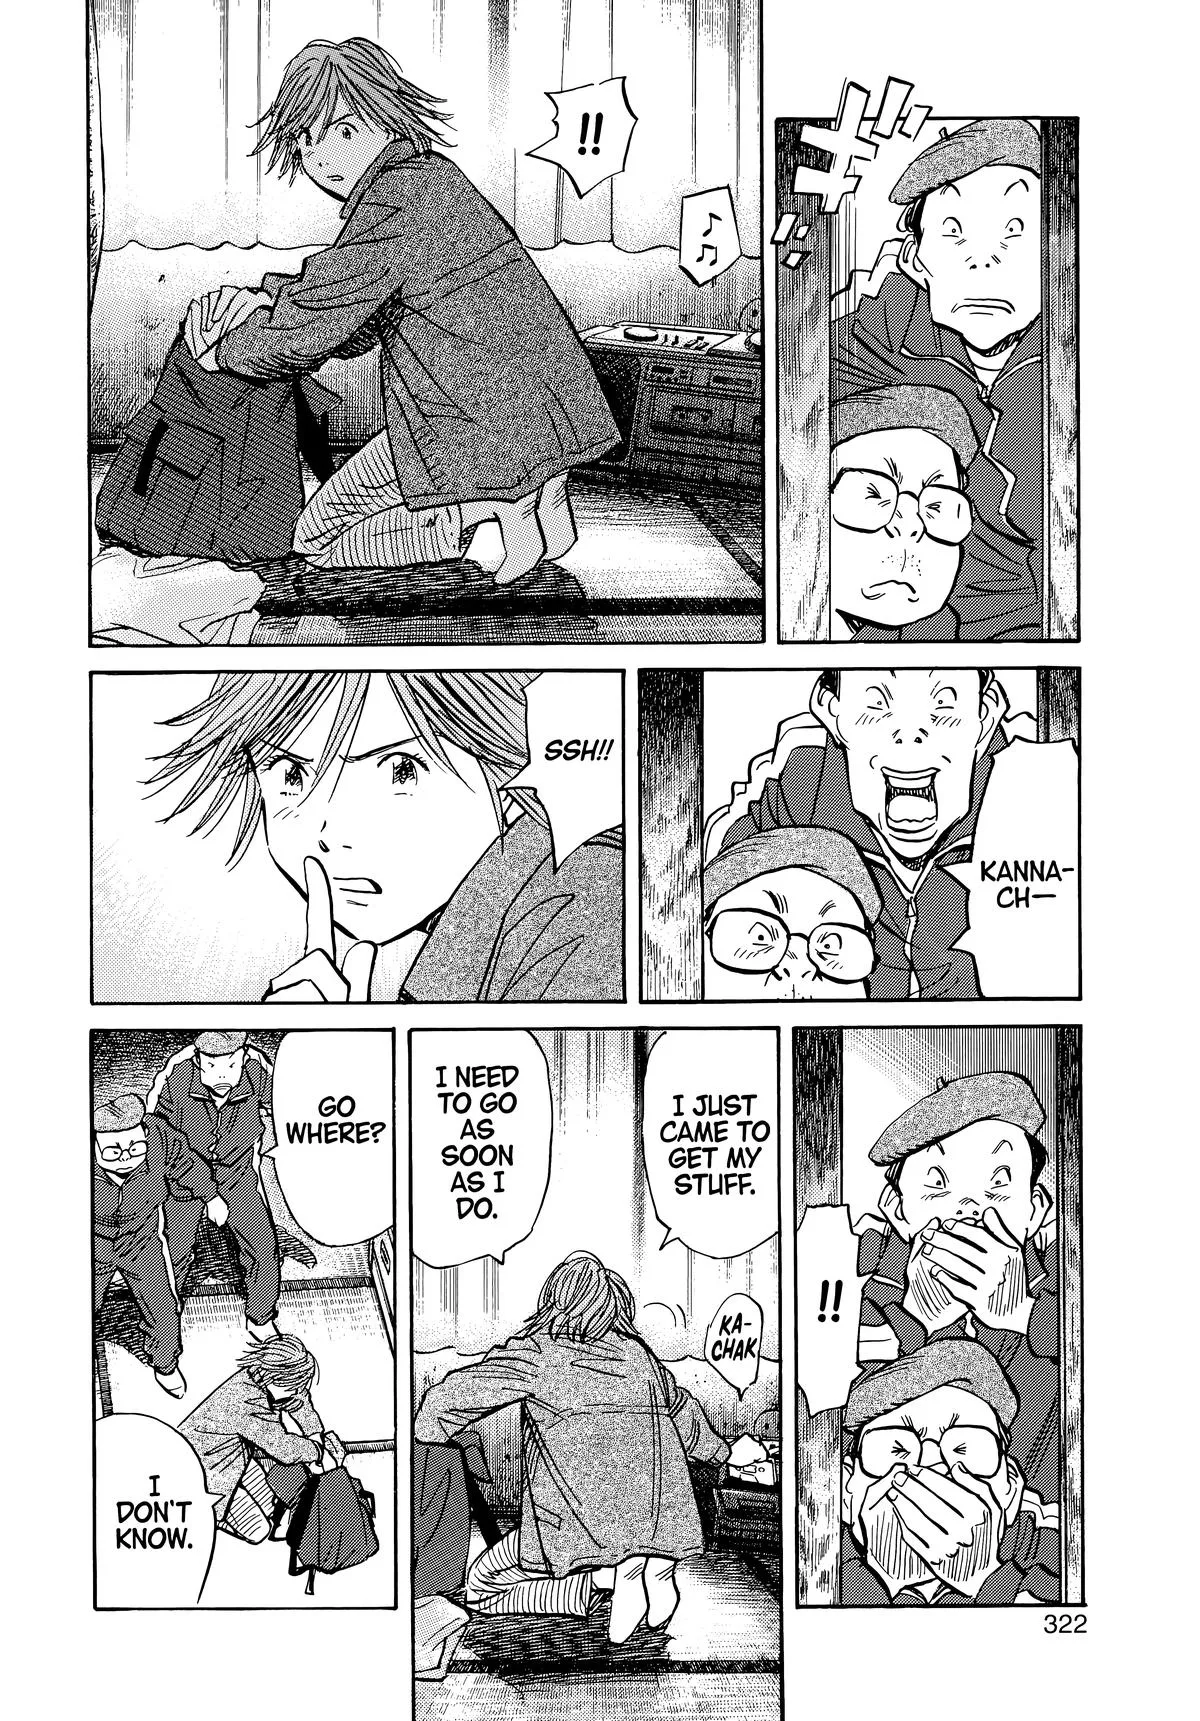 !!
KANNA-
CH—
SSH!!
!!
I JUST
CAME TO
GET MY
STUFF.
KA-
CHAK
I NEED
TO GO
AS
SOON
AS I
DO.
GO
WHERE?
I
DON'T
KNOW.
322